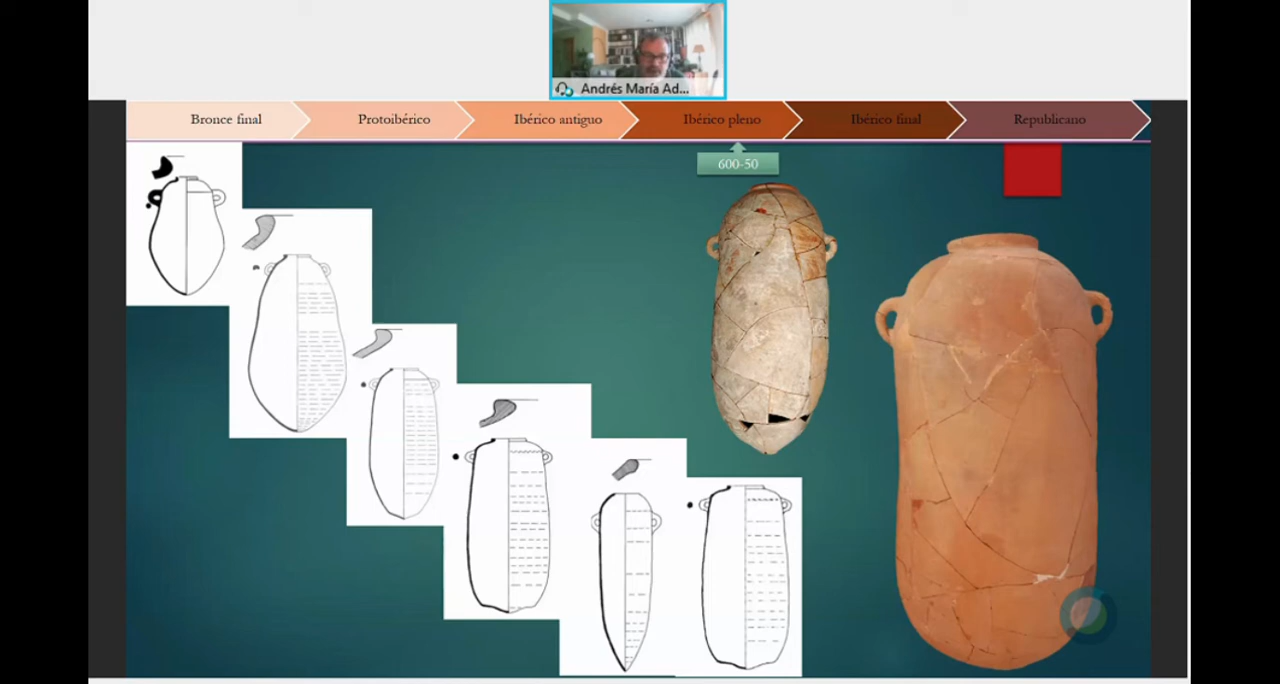 Andrés María Ad...
Bronce final
Protoibérico
Ibérico antiguo
Ibérico pleno
Ibérico final
Republicano
600-50